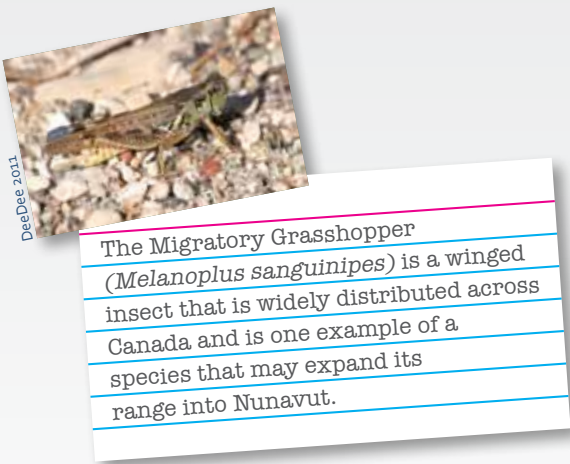 DeeDee 2011
The Migratory Grasshopper
(Melanoplus sanguinipes) is a winged
insect that is widely distributed across
Canada and is one example of a
species that may expand its
range into Nunavut.